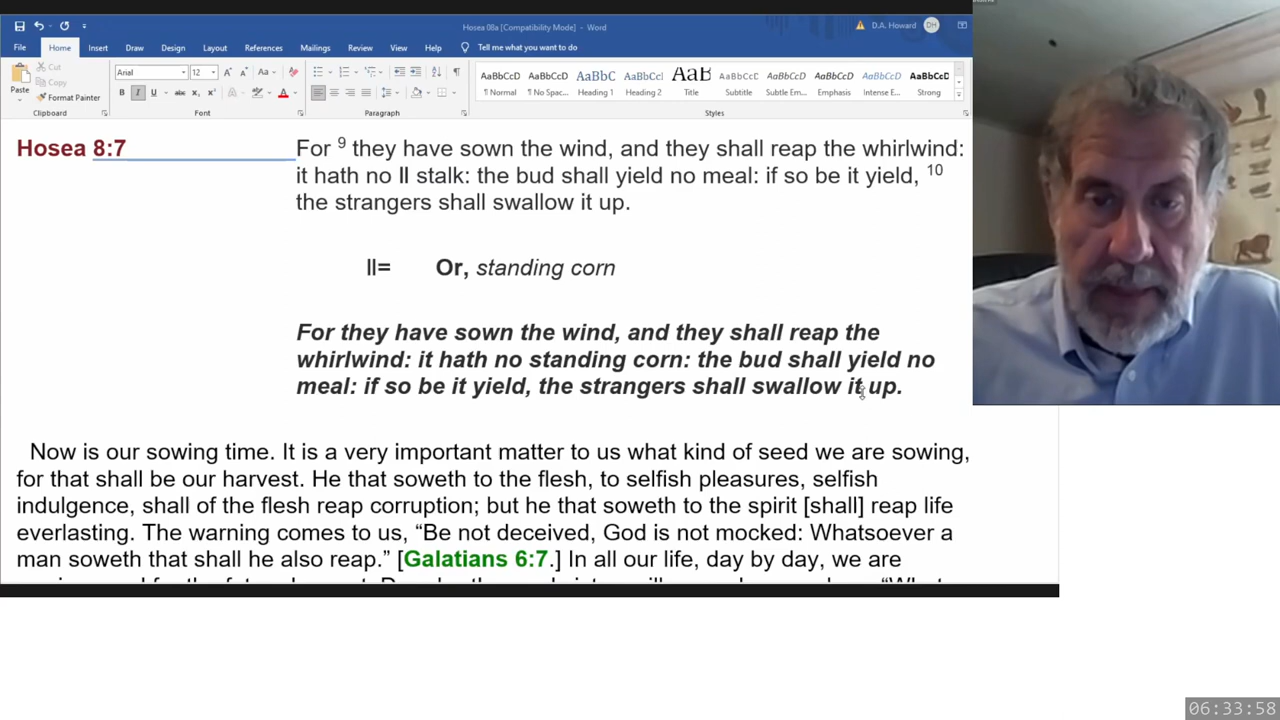 Hosea 08a [Compatibility Mode] - Word
D.A. Howard DH
File Home Insert Draw Design Layout References Mailings Review View Help Tell me what you want to do
Paste
Cut
Copy
Format Painter
Arial 12
Aa
B I U abc x₂ x² A A
AaBbCcD AaBbCcD AaBbC AaBbCcI AaB AaBbCcD AaBbCcD AaBbCcD AaBbCcD AaBbCcD
¶ Normal ¶ No Spac... Heading 1 Heading 2 Title Subtitle Subtle Em... Emphasis Intense E... Strong
Clipboard Font Paragraph Styles
Hosea 8:7 For ⁹ they have sown the wind, and they shall reap the whirlwind:
it hath no ll stalk: the bud shall yield no meal: if so be it yield, ¹⁰
the strangers shall swallow it up.
ll= Or, standing corn
For they have sown the wind, and they shall reap the
whirlwind: it hath no standing corn: the bud shall yield no
meal: if so be it yield, the strangers shall swallow it up.
Now is our sowing time. It is a very important matter to us what kind of seed we are sowing,
for that shall be our harvest. He that soweth to the flesh, to selfish pleasures, selfish
indulgence, shall of the flesh reap corruption; but he that soweth to the spirit [shall] reap life
everlasting. The warning comes to us, “Be not deceived, God is not mocked: Whatsoever a
man soweth that shall he also reap.” [Galatians 6:7.] In all our life, day by day, we are
06:33:58